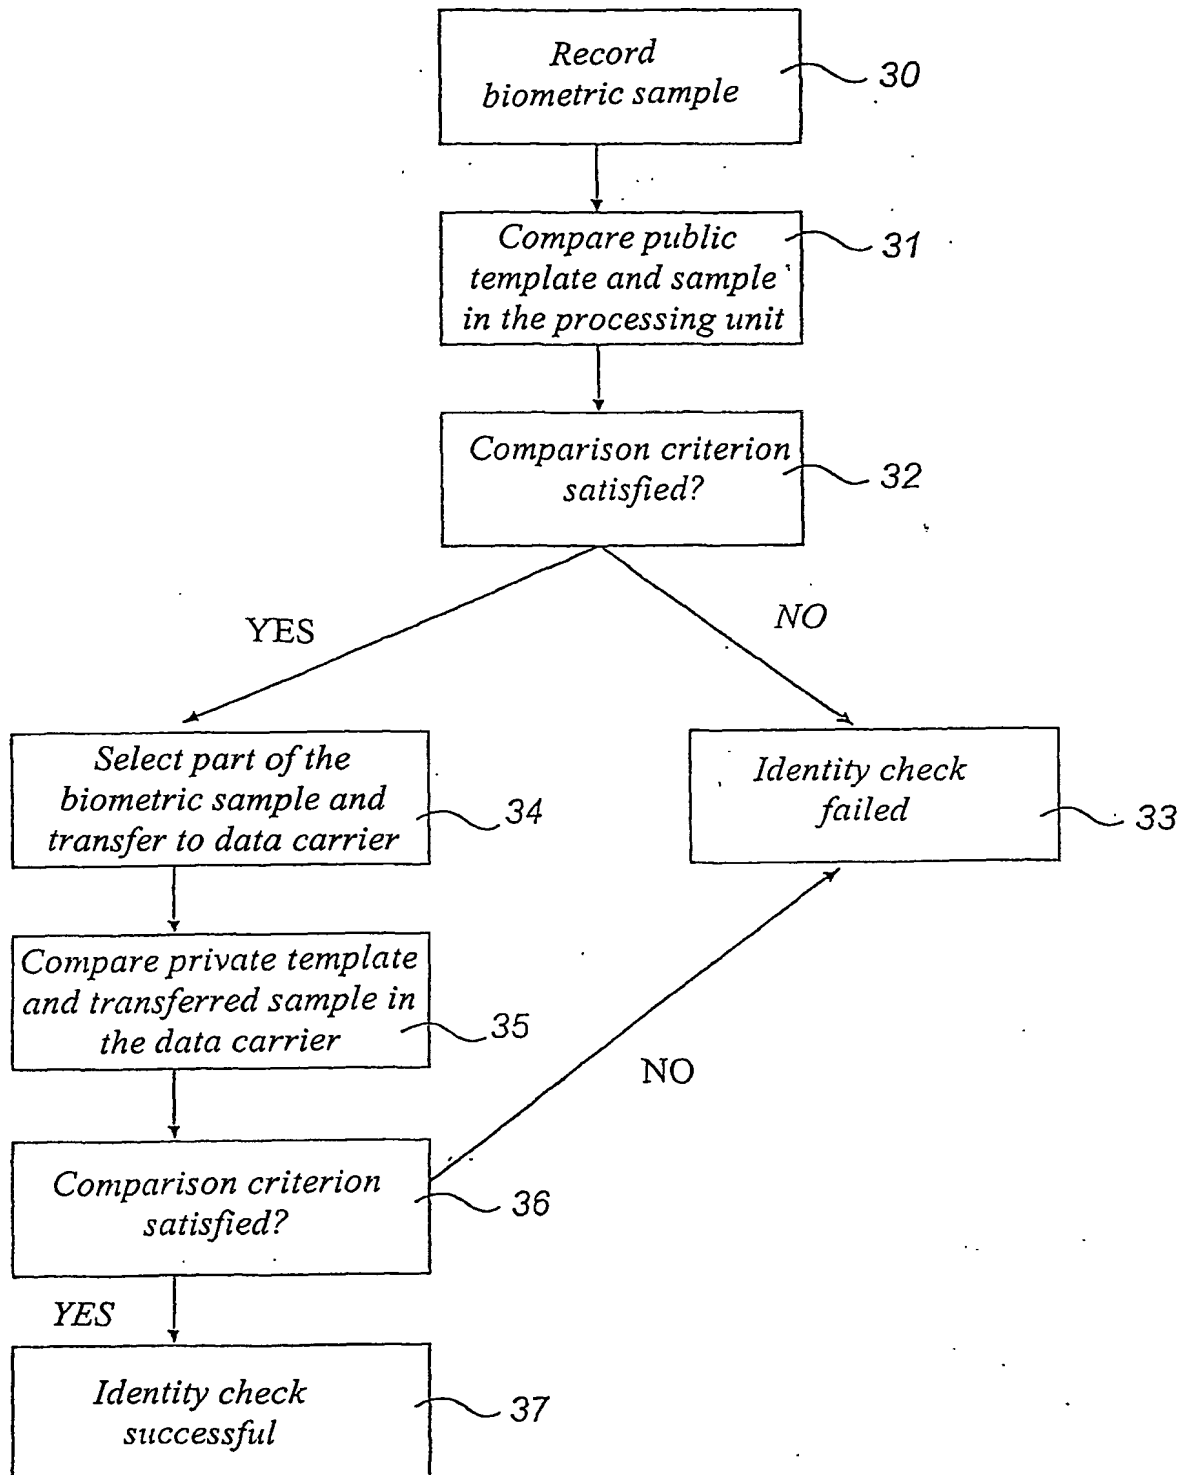 Record
biometric sample
30
Compare public
template and sample
in the processing unit
31
Comparison criterion
satisfied?
32
YES
NO
Select part of the
biometric sample and
transfer to data carrier
34
Identity check
failed
33
Compare private template
and transferred sample in
the data carrier
35
NO
Comparison criterion
satisfied?
36
YES
Identity check
successful
37